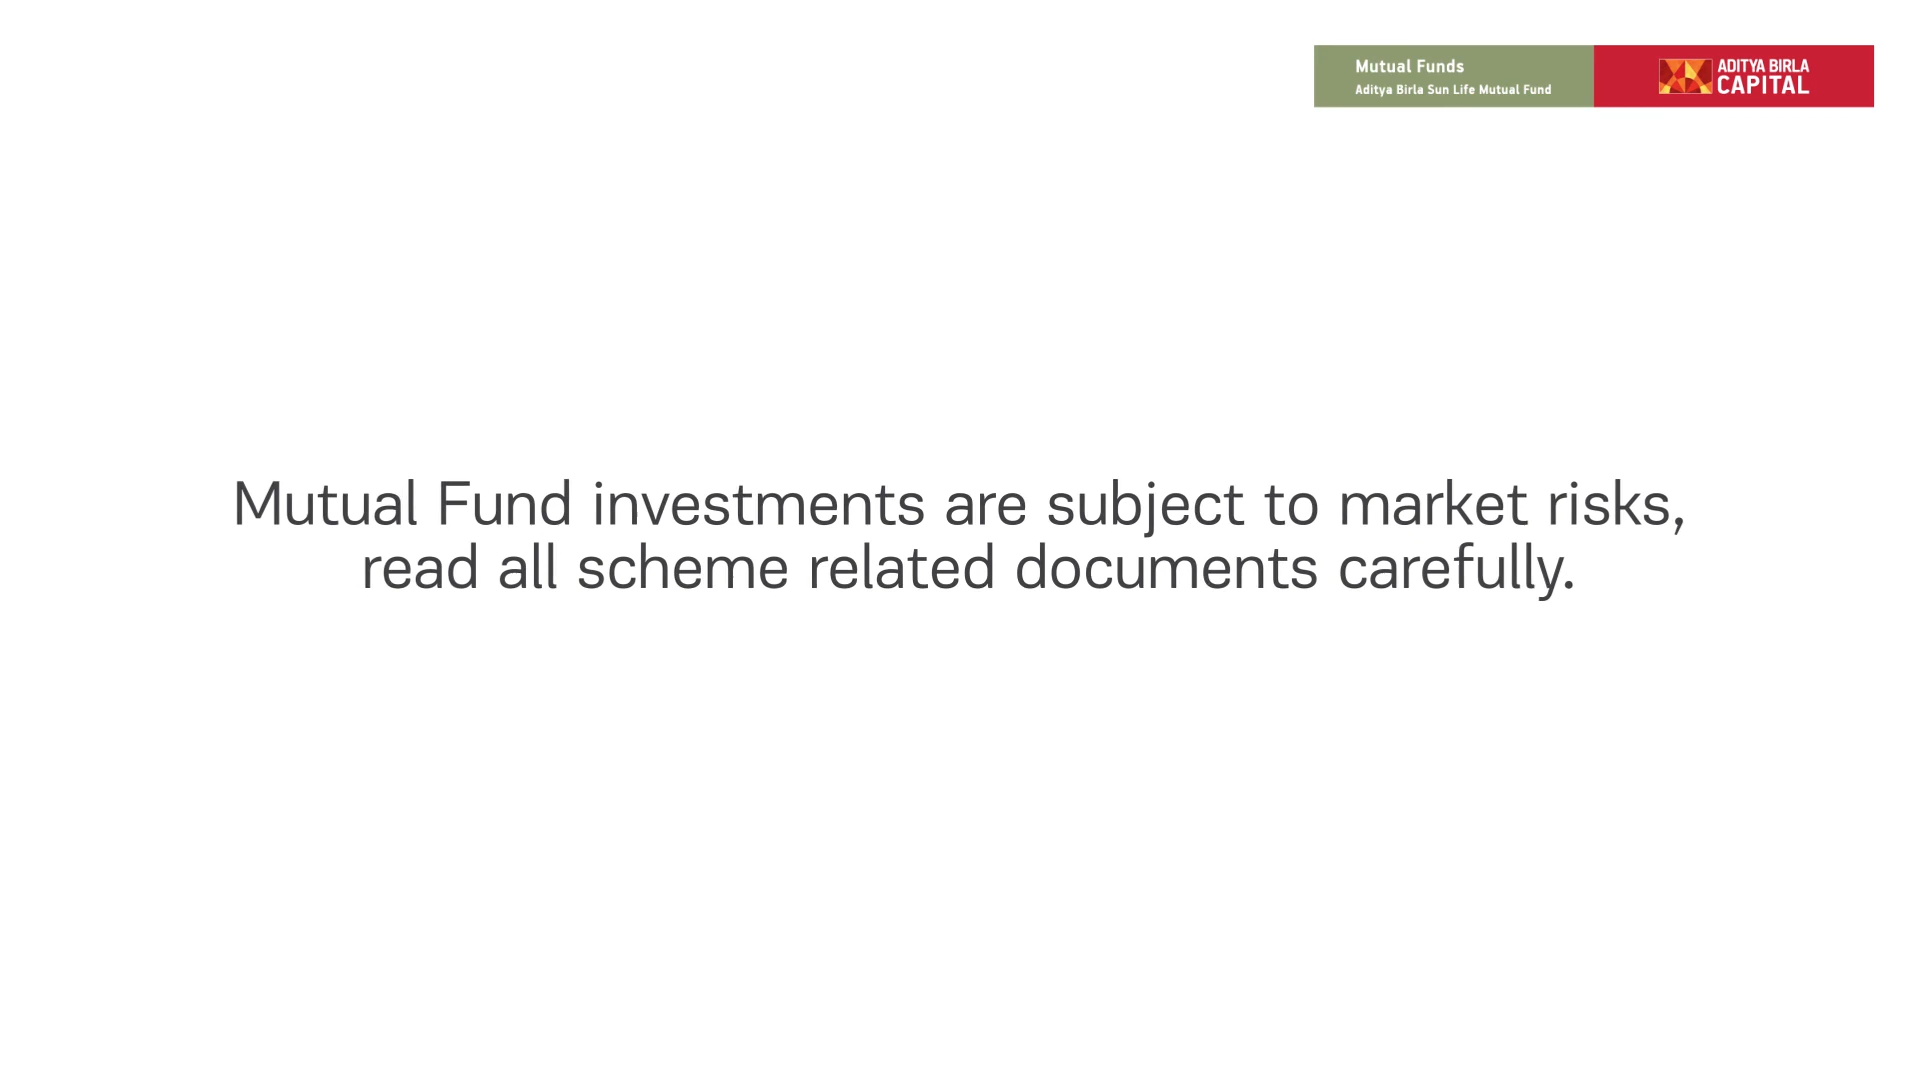 Mutual Funds
Aditya Birla Sun Life Mutual Fund
ADITYA BIRLA
CAPITAL
Mutual Fund investments are subject to market risks,
read all scheme related documents carefully.